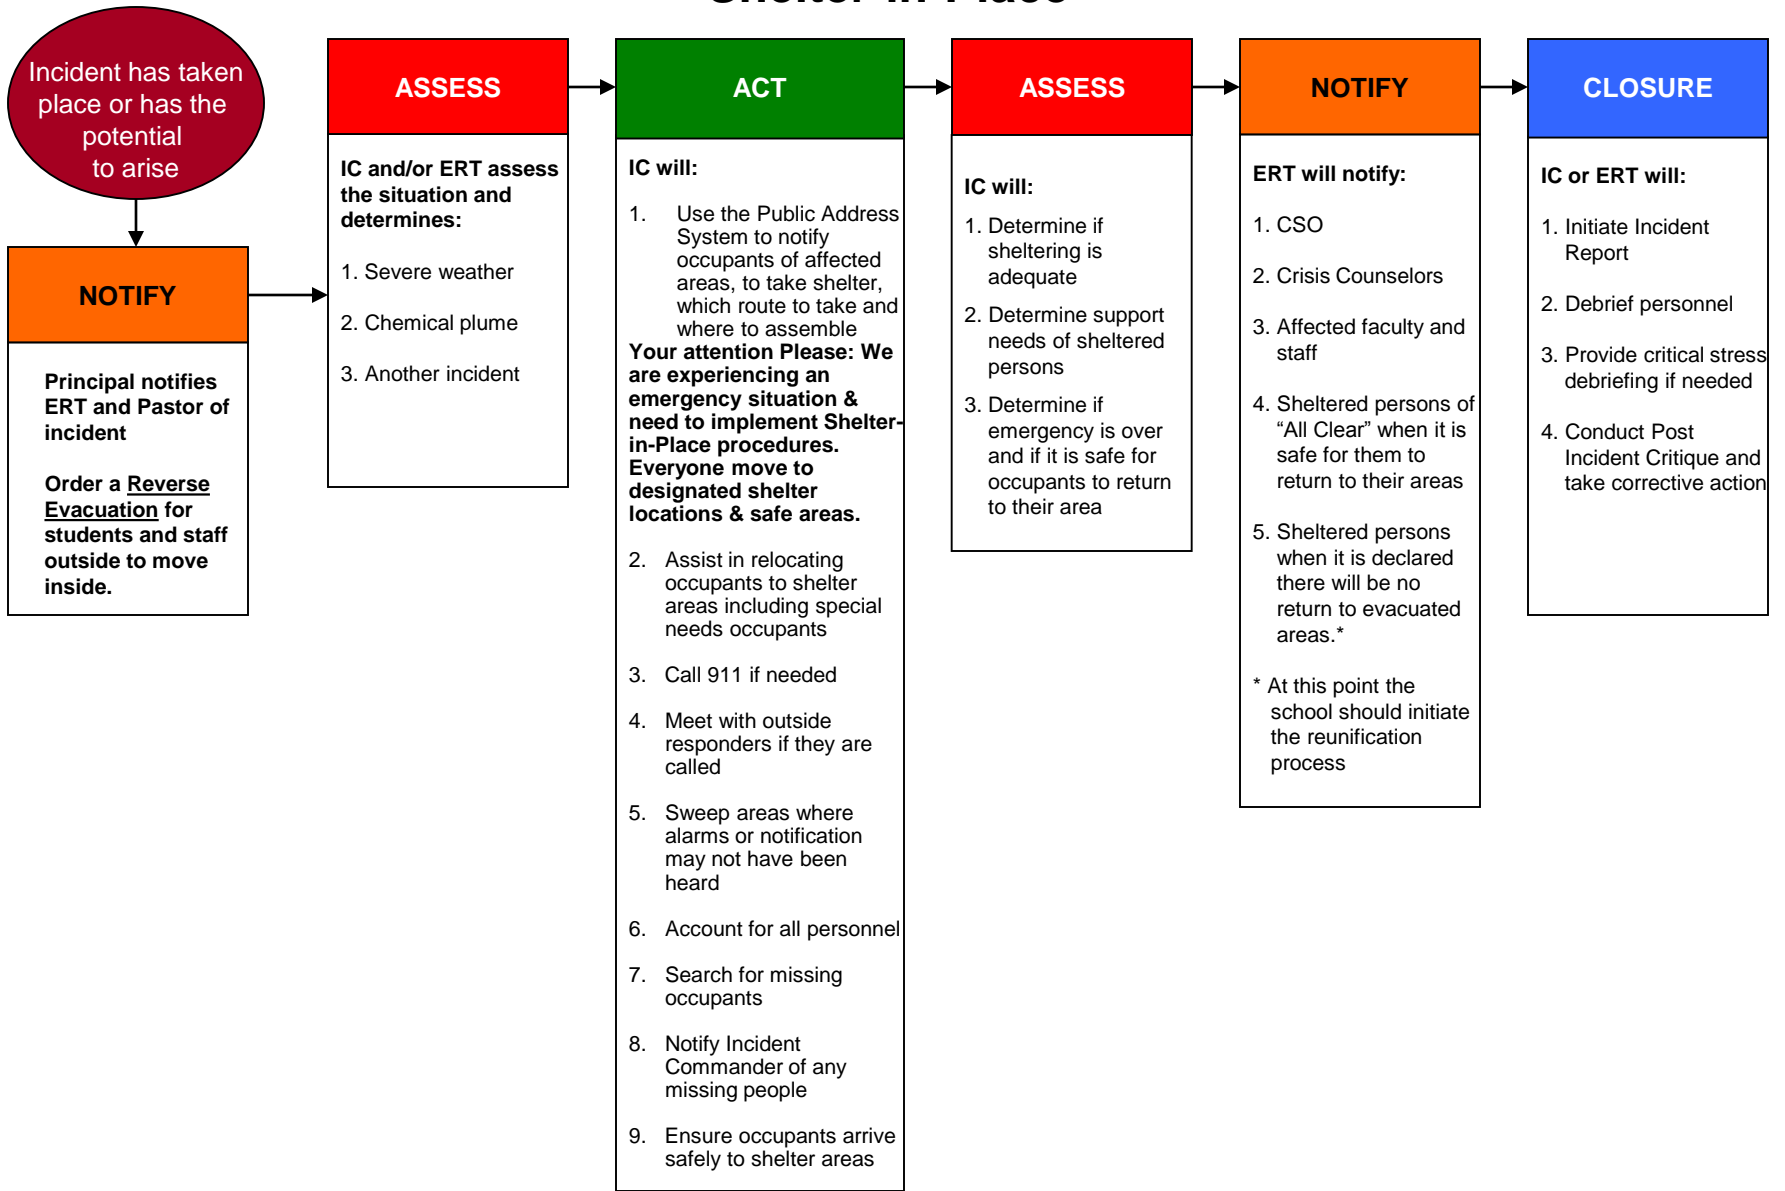 Shelter-in-Place
Incident has taken
place or has the
potential
to arise
NOTIFY
Principal notifies
ERT and Pastor of
incident
Order a Reverse
Evacuation for
students and staff
outside to move
inside.
ASSESS
IC and/or ERT assess
the situation and
determines:
1. Severe weather
2. Chemical plume
3. Another incident
ACT
IC will:
1. Use the Public Address
System to notify
occupants of affected
areas, to take shelter,
which route to take and
where to assemble
Your attention Please: We
are experiencing an
emergency situation &
need to implement Shelter-
in-Place procedures.
Everyone move to
designated shelter
locations & safe areas.
2. Assist in relocating
occupants to shelter
areas including special
needs occupants
3. Call 911 if needed
4. Meet with outside
responders if they are
called
5. Sweep areas where
alarms or notification
may not have been
heard
6. Account for all personnel
7. Search for missing
occupants
8. Notify Incident
Commander of any
missing people
9. Ensure occupants arrive
safely to shelter areas
ASSESS
IC will:
1. Determine if
sheltering is
adequate
2. Determine support
needs of sheltered
persons
3. Determine if
emergency is over
and if it is safe for
occupants to return
to their area
NOTIFY
ERT will notify:
1. CSO
2. Crisis Counselors
3. Affected faculty and
staff
4. Sheltered persons of
“All Clear” when it is
safe for them to
return to their areas
5. Sheltered persons
when it is declared
there will be no
return to evacuated
areas.*
* At this point the
school should initiate
the reunification
process
CLOSURE
IC or ERT will:
1. Initiate Incident
Report
2. Debrief personnel
3. Provide critical stress
debriefing if needed
4. Conduct Post
Incident Critique and
take corrective action